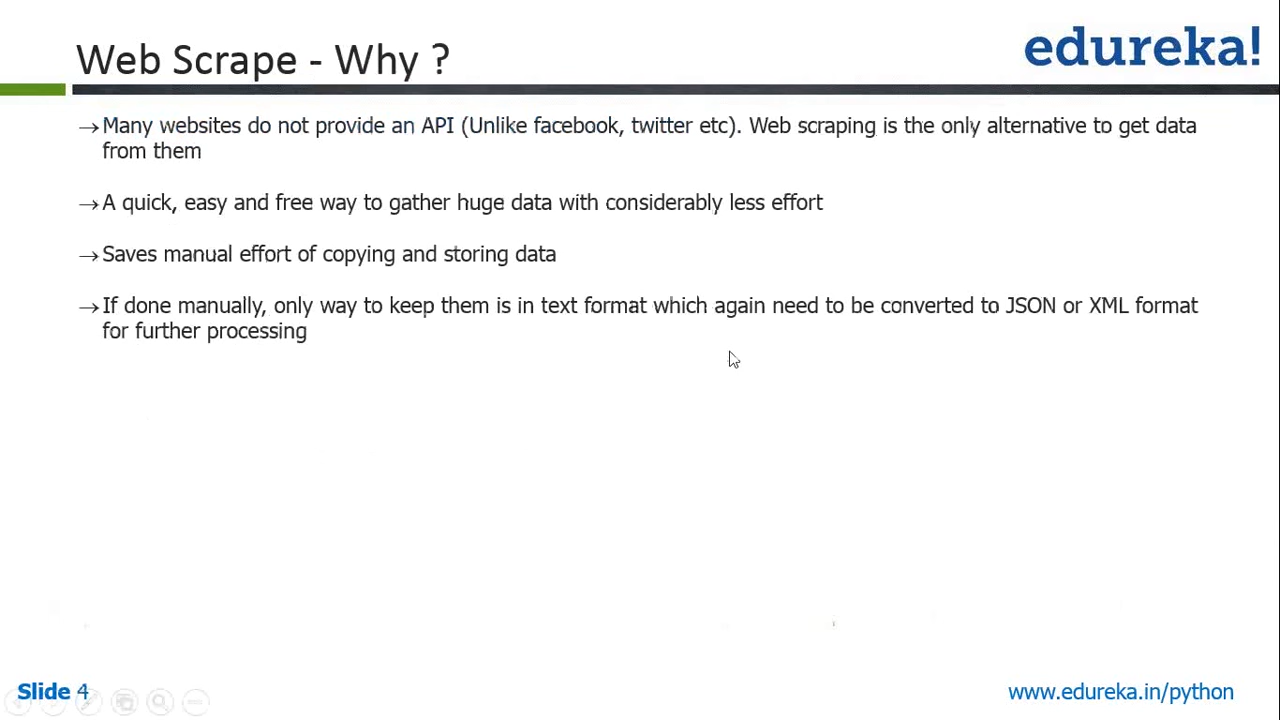 Web Scrape - Why ?
edureka!
→Many websites do not provide an API (Unlike facebook, twitter etc). Web scraping is the only alternative to get data
from them
→A quick, easy and free way to gather huge data with considerably less effort
→Saves manual effort of copying and storing data
→If done manually, only way to keep them is in text format which again need to be converted to JSON or XML format
for further processing
Slide 4
www.edureka.in/python